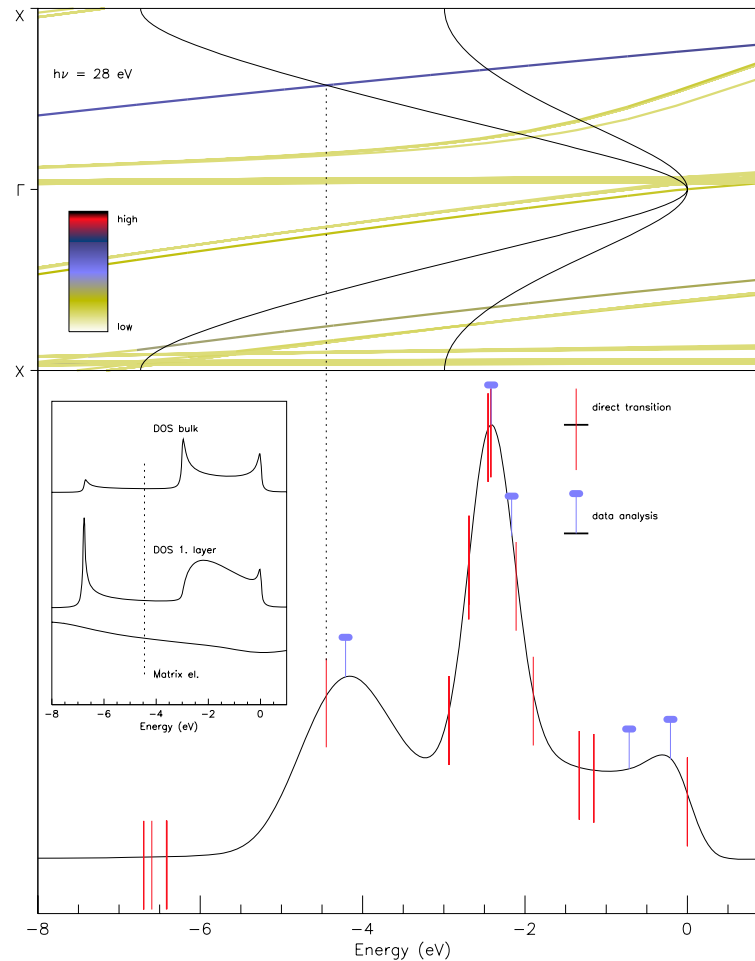 X
hν = 28 eV
Γ
high
low
X
DOS bulk
DOS 1. layer
Matrix el.
-8 -6 -4 -2 0
Energy (eV)
direct transition
data analysis
-8 -6 -4 -2 0
Energy (eV)